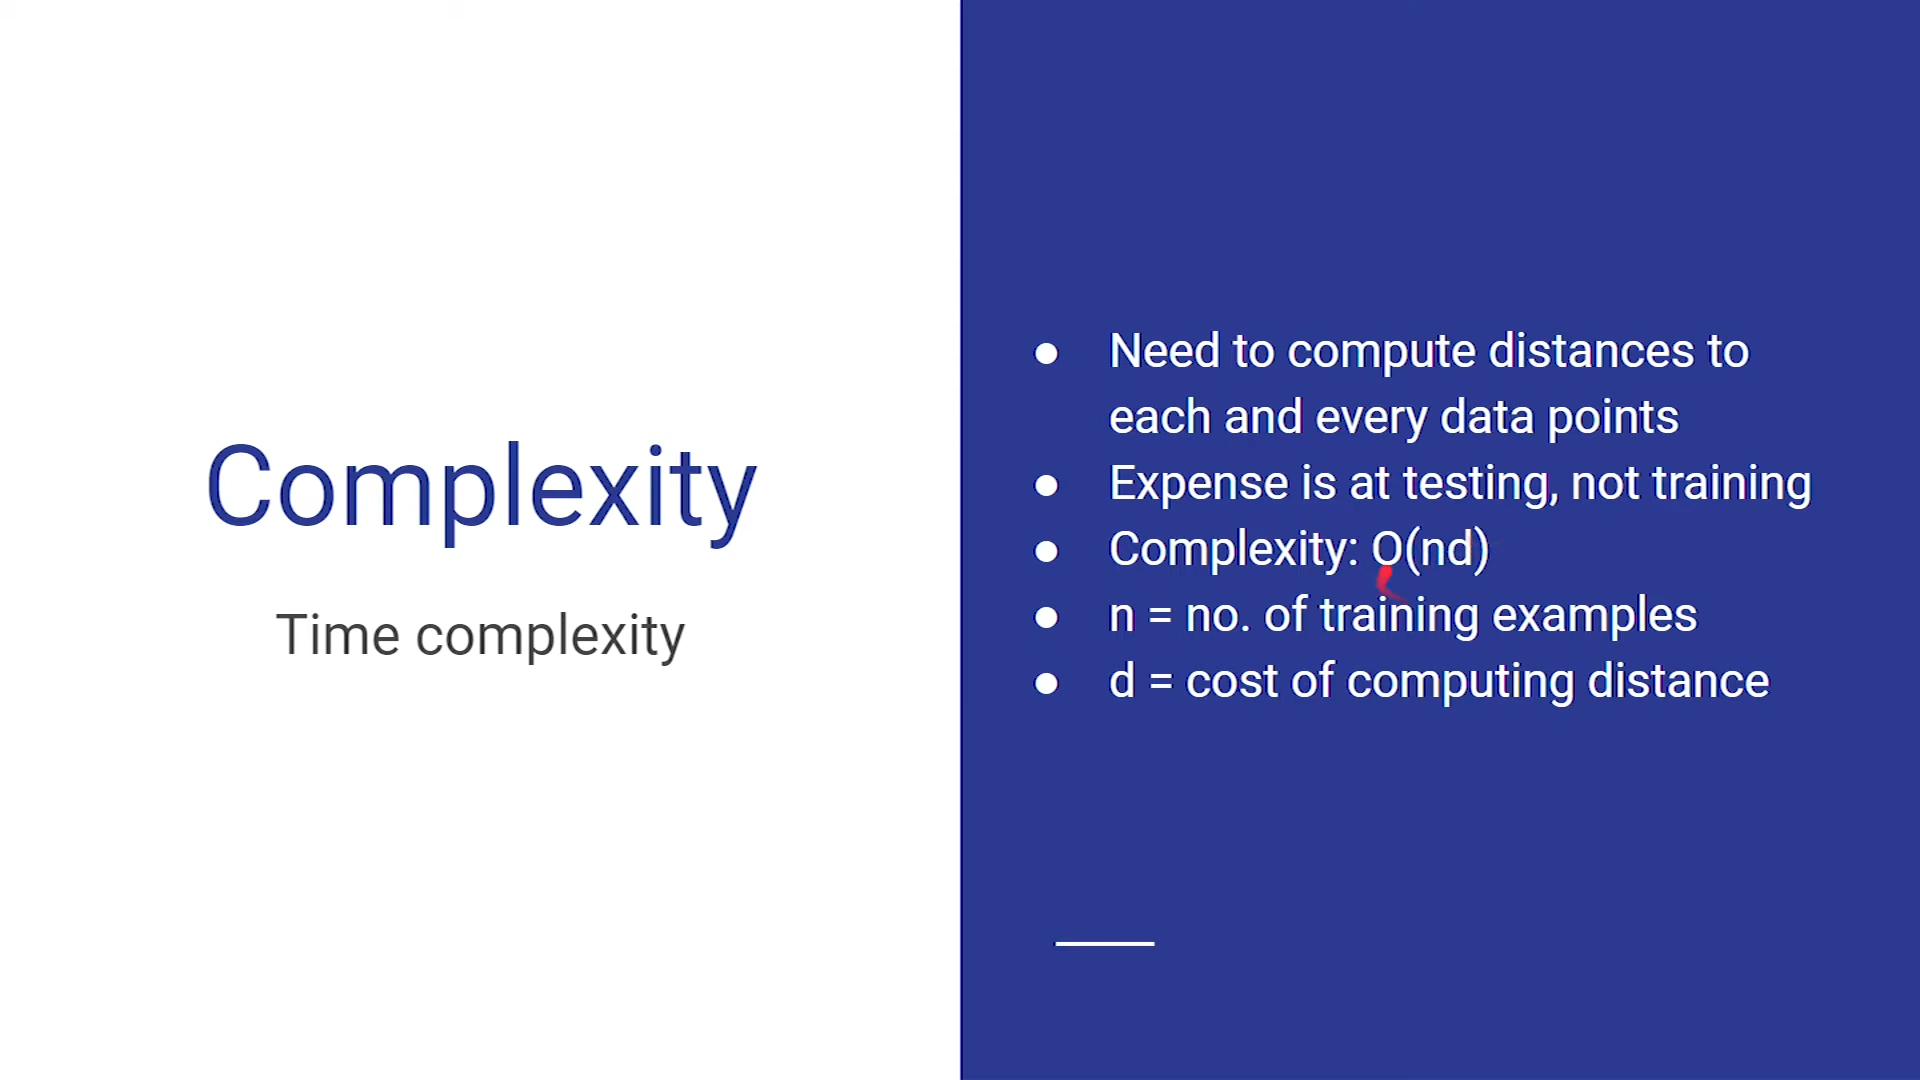 Complexity
Time complexity
● Need to compute distances to
each and every data points
● Expense is at testing, not training
● Complexity: O(nd)
● n = no. of training examples
● d = cost of computing distance